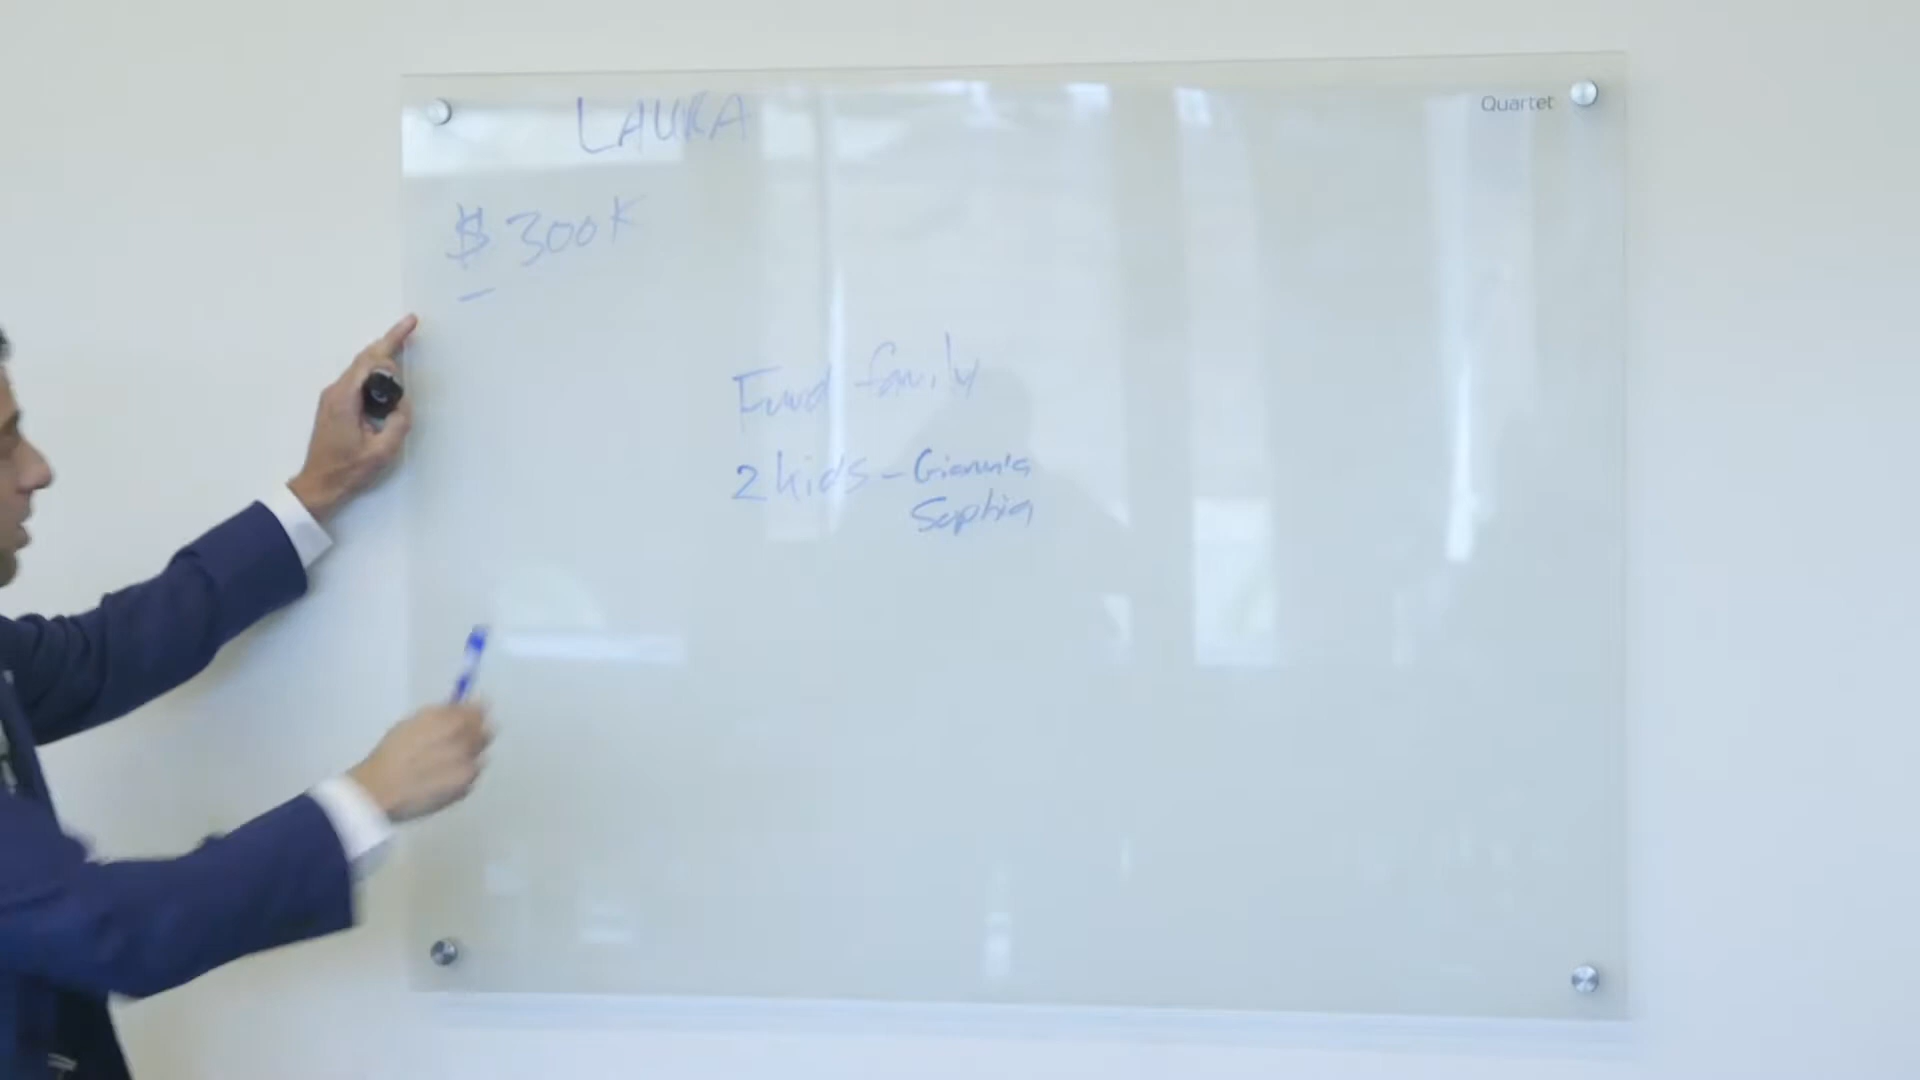 LAURA
Quartet
$ 300K
–
Fund family
2 kids – Gianna
Sophia